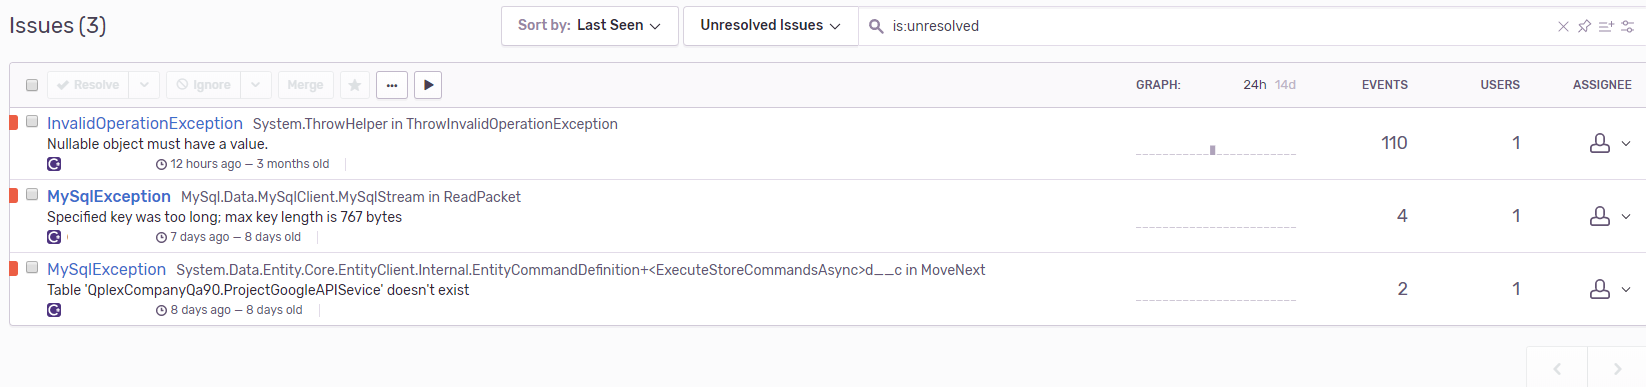 Issues (3)
Sort by: Last Seen
Unresolved Issues
is:unresolved
Resolve
Ignore
Merge
GRAPH: 24h 14d
EVENTS
USERS
ASSIGNEE
InvalidOperationException System.ThrowHelper in ThrowInvalidOperationException
Nullable object must have a value.
12 hours ago — 3 months old
110
1
MySqlException MySql.Data.MySqlClient.MySqlStream in ReadPacket
Specified key was too long; max key length is 767 bytes
7 days ago — 8 days old
4
1
MySqlException System.Data.Entity.Core.EntityClient.Internal.EntityCommandDefinition+<ExecuteStoreCommandsAsync>d__c in MoveNext
Table 'QplexCompanyQa90.ProjectGoogleAPISevice' doesn't exist
8 days ago — 8 days old
2
1